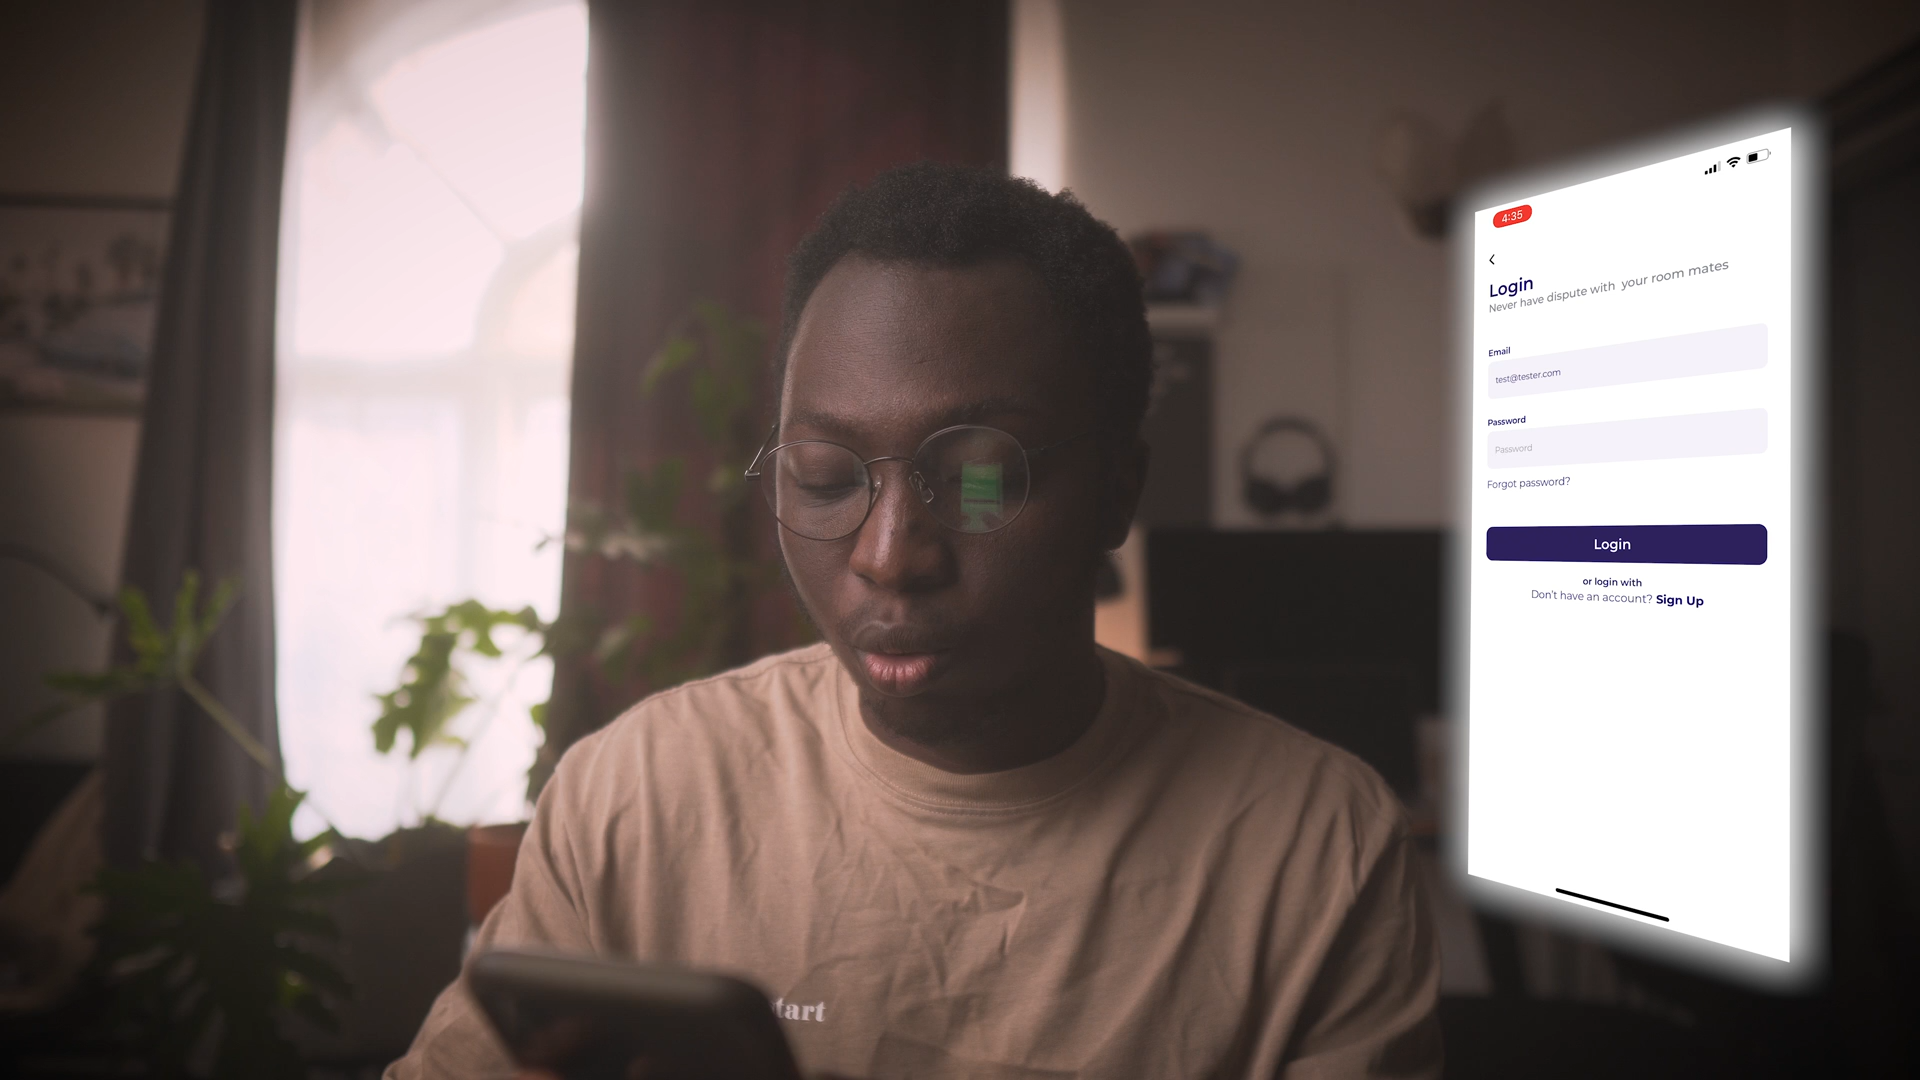 4:35
Login
Never have dispute with your room mates
Email
test@tester.com
Password
Password
Forgot password?
Login
or login with
Don't have an account? Sign Up
tart